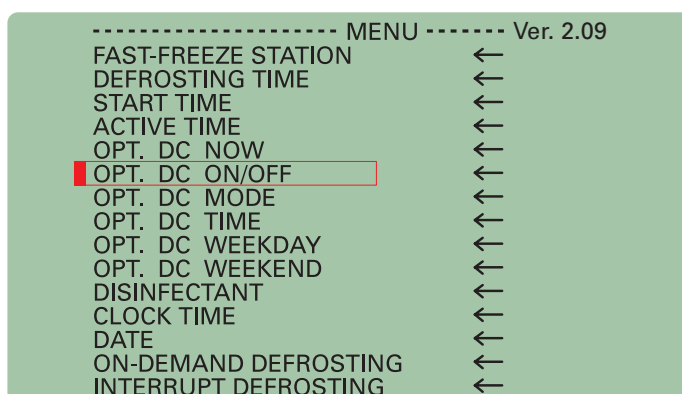 --------------------- MENU ------- Ver. 2.09
FAST-FREEZE STATION ←
DEFROSTING TIME ←
START TIME ←
ACTIVE TIME ←
OPT. DC NOW ←
OPT. DC ON/OFF ←
OPT. DC MODE ←
OPT. DC TIME ←
OPT. DC WEEKDAY ←
OPT. DC WEEKEND ←
DISINFECTANT ←
CLOCK TIME ←
DATE ←
ON-DEMAND DEFROSTING ←
INTERRUPT DEFROSTING ←